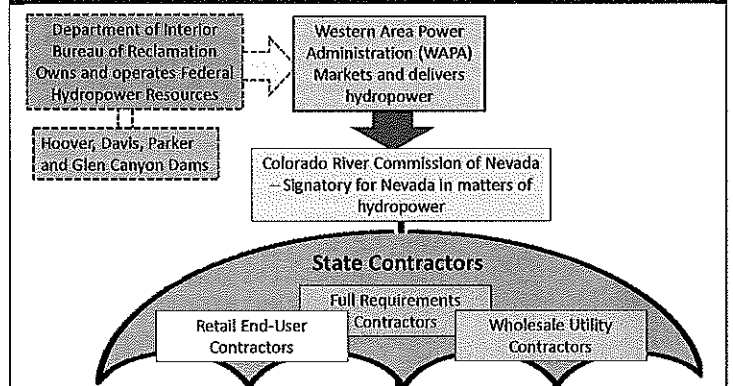 Department of Interior
Bureau of Reclamation
Owns and operates Federal
Hydropower Resources
Western Area Power
Administration (WAPA)
Markets and delivers
hydropower
Hoover, Davis, Parker
and Glen Canyon Dams
Colorado River Commission of Nevada
– Signatory for Nevada in matters of
hydropower
State Contractors
Full Requirements
Contractors
Retail End-User
Contractors
Wholesale Utility
Contractors